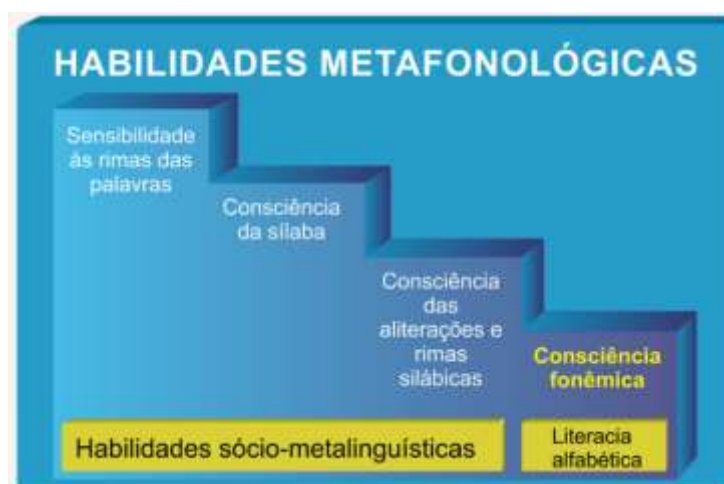 HABILIDADES METAFONOLÓGICAS
Sensibilidade
às rimas das
palavras
Consciência
da sílaba
Consciência
das
aliterações e
rimas
silábicas
Consciência
fonêmica
Habilidades sócio-metalinguísticas
Literacia
alfabética